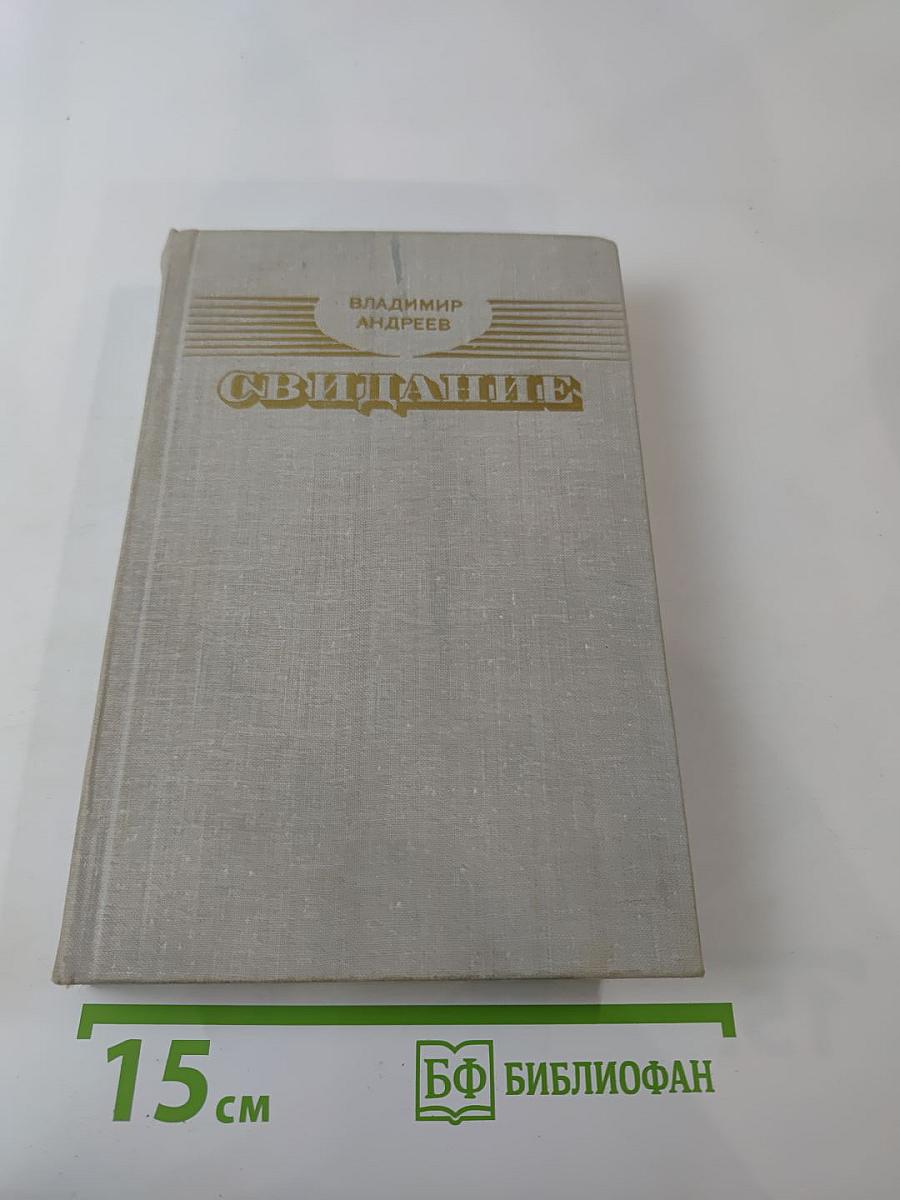 ВЛАДИМИР
АНДРЕЕВ
СВИДАНИЕ
15 см
БФ БИБЛИОФАН